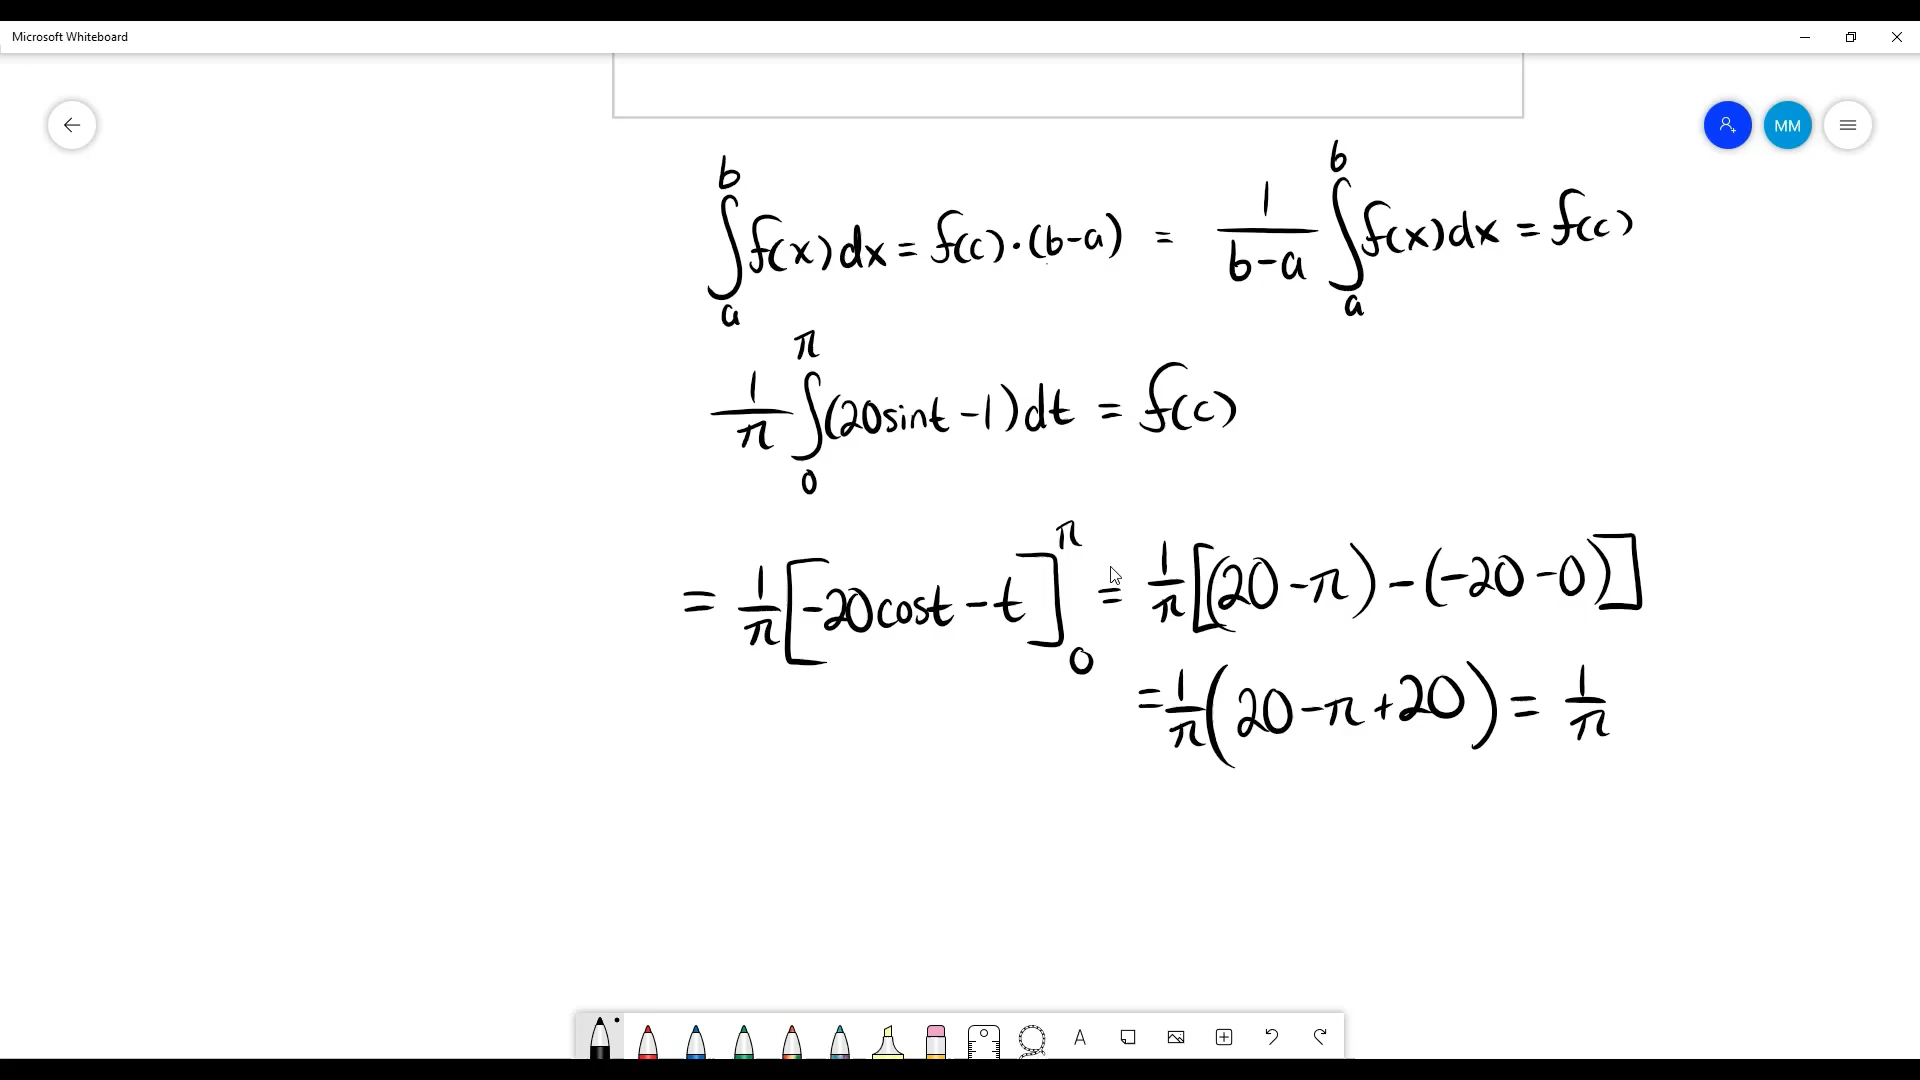 Microsoft Whiteboard
MM
∫_a^b f(x)dx = f(c)·(b-a) = 1/(b-a) ∫_a^b f(x)dx = f(c)
1/π ∫_0^π (20sint -1)dt = f(c)
= 1/π [-20cost - t]_0^π = 1/π [(20-π) - (-20-0)]
= 1/π (20-π+20) = 1/π
A